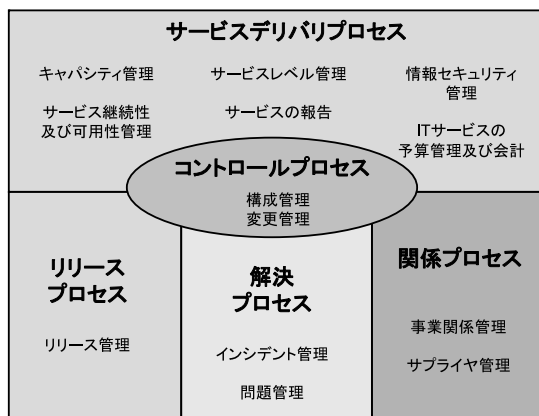 サービスデリバリプロセス
キャパシティ管理
サービス継続性
及び可用性管理
サービスレベル管理
サービスの報告
情報セキュリティ
管理
ITサービスの
予算管理及び会計
コントロールプロセス
構成管理
変更管理
リリース
プロセス
リリース管理
解決
プロセス
インシデント管理
問題管理
関係プロセス
事業関係管理
サプライヤ管理